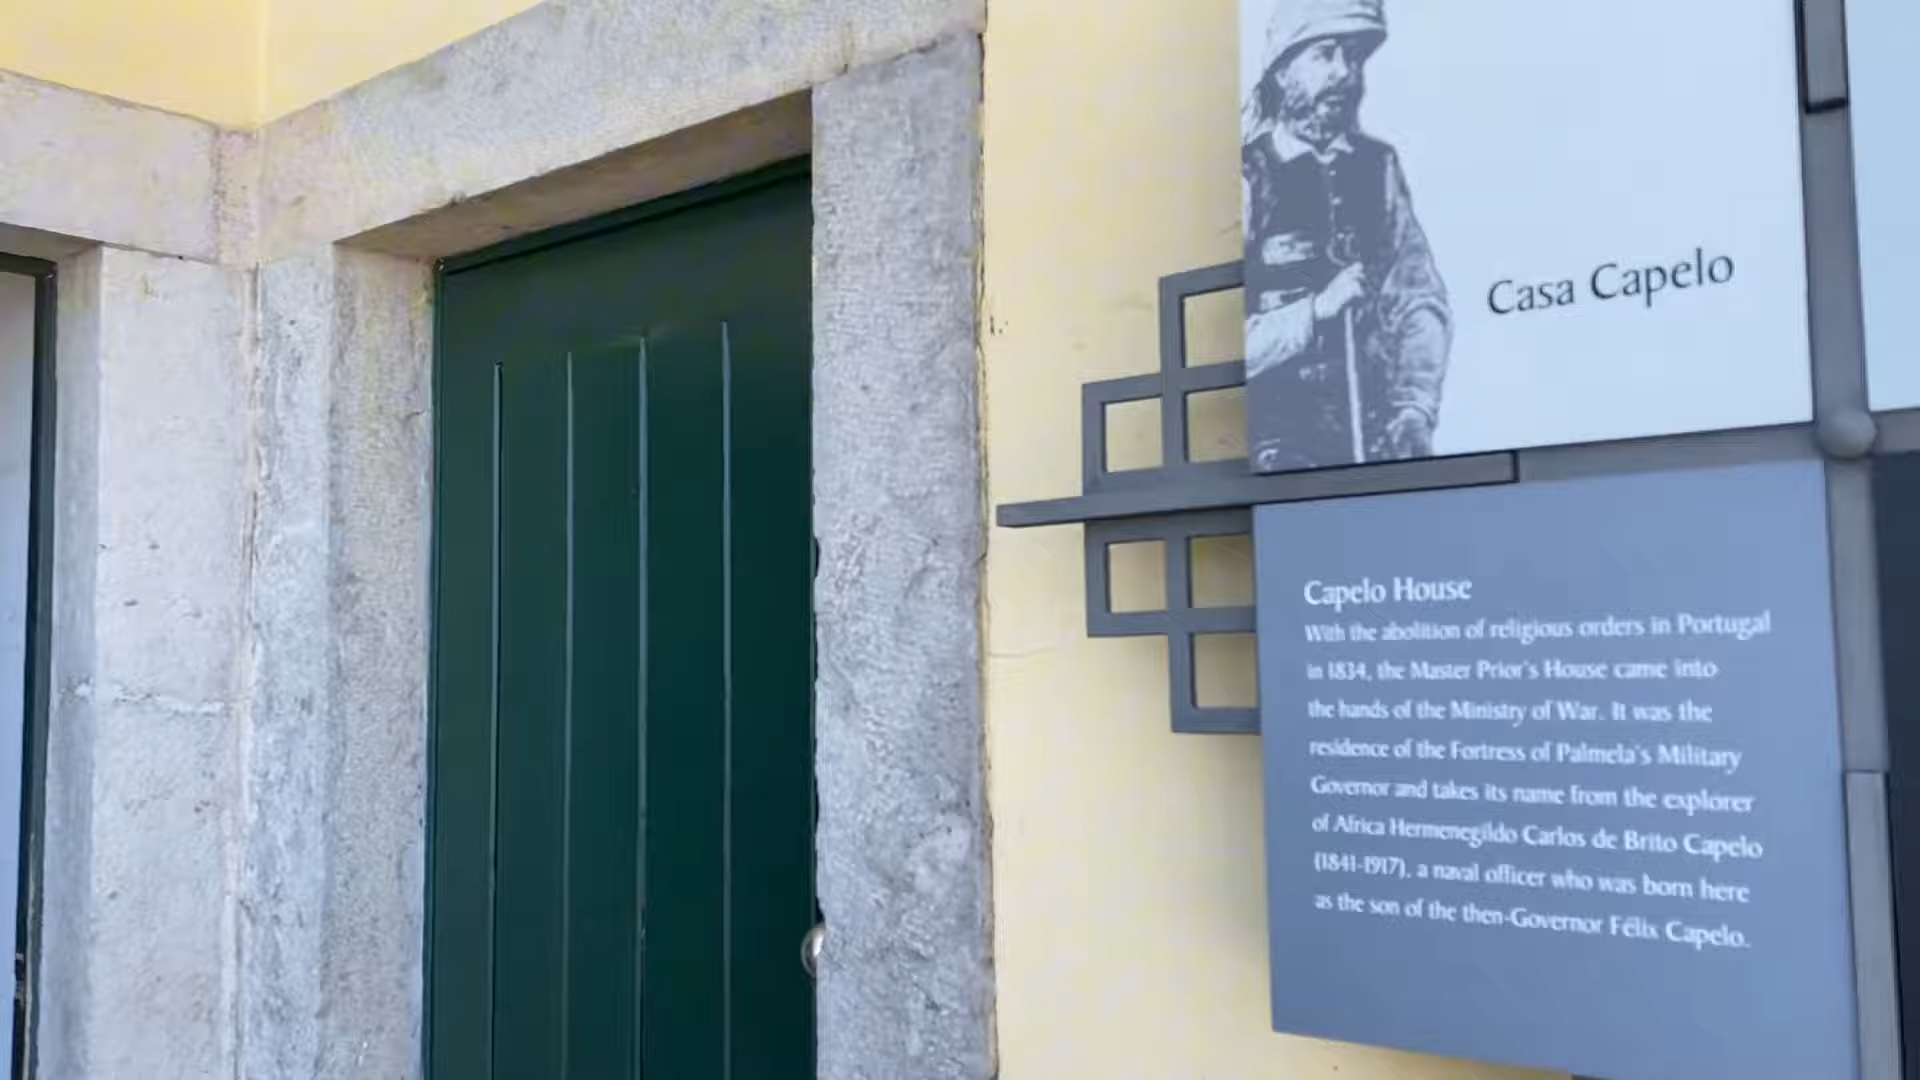 Casa Capelo
Capelo House
With the abolition of religious orders in Portugal
in 1834, the Master Prior's House came into
the hands of the Ministry of War. It was the
residence of the Fortress of Palmela's Military
Governor and takes its name from the explorer
of Africa Hermenegildo Carlos de Brito Capelo
(1841-1917), a naval officer who was born here
as the son of the then-Governor Félix Capelo.